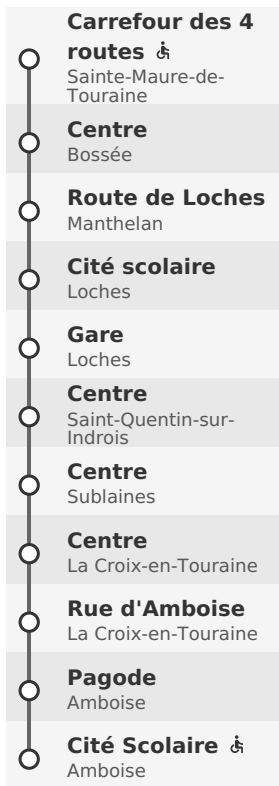 Carrefour des 4
routes
Sainte-Maure-de-
Touraine
Centre
Bossée
Route de Loches
Manthelan
Cité scolaire
Loches
Gare
Loches
Centre
Saint-Quentin-sur-
Indrois
Centre
Sublaines
Centre
La Croix-en-Touraine
Rue d'Amboise
La Croix-en-Touraine
Pagode
Amboise
Cité Scolaire
Amboise